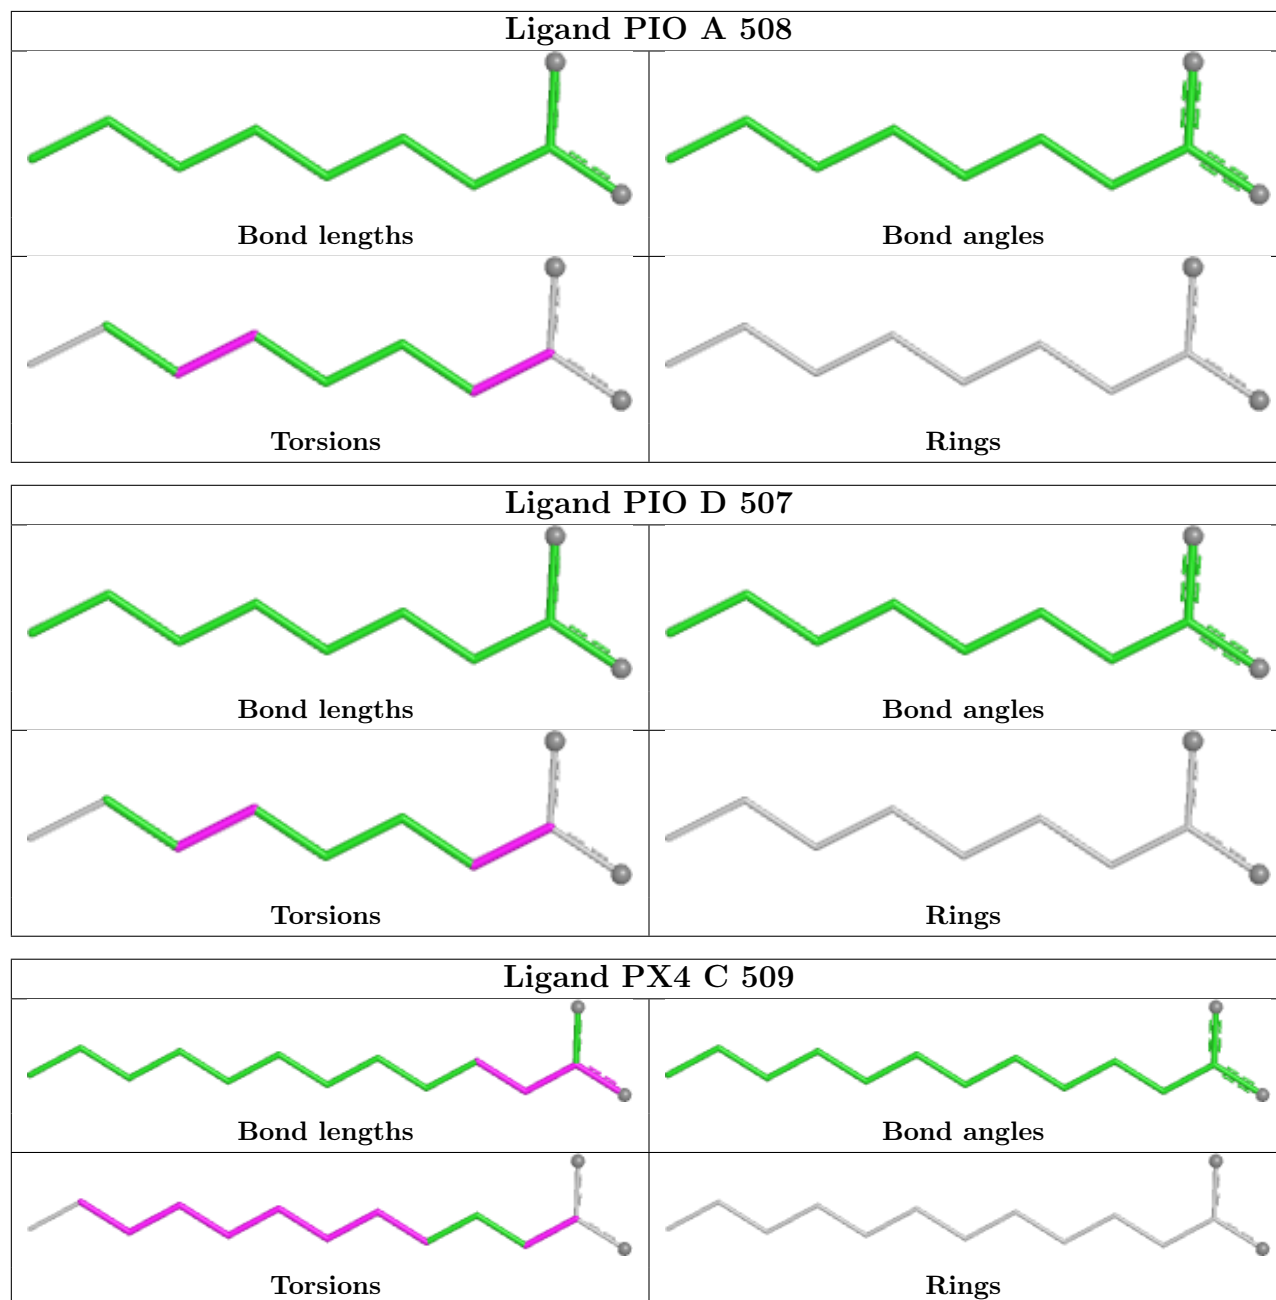 Ligand PIO A 508
Bond lengths Bond angles
Torsions Rings
Ligand PIO D 507
Bond lengths Bond angles
Torsions Rings
Ligand PX4 C 509
Bond lengths Bond angles
Torsions Rings